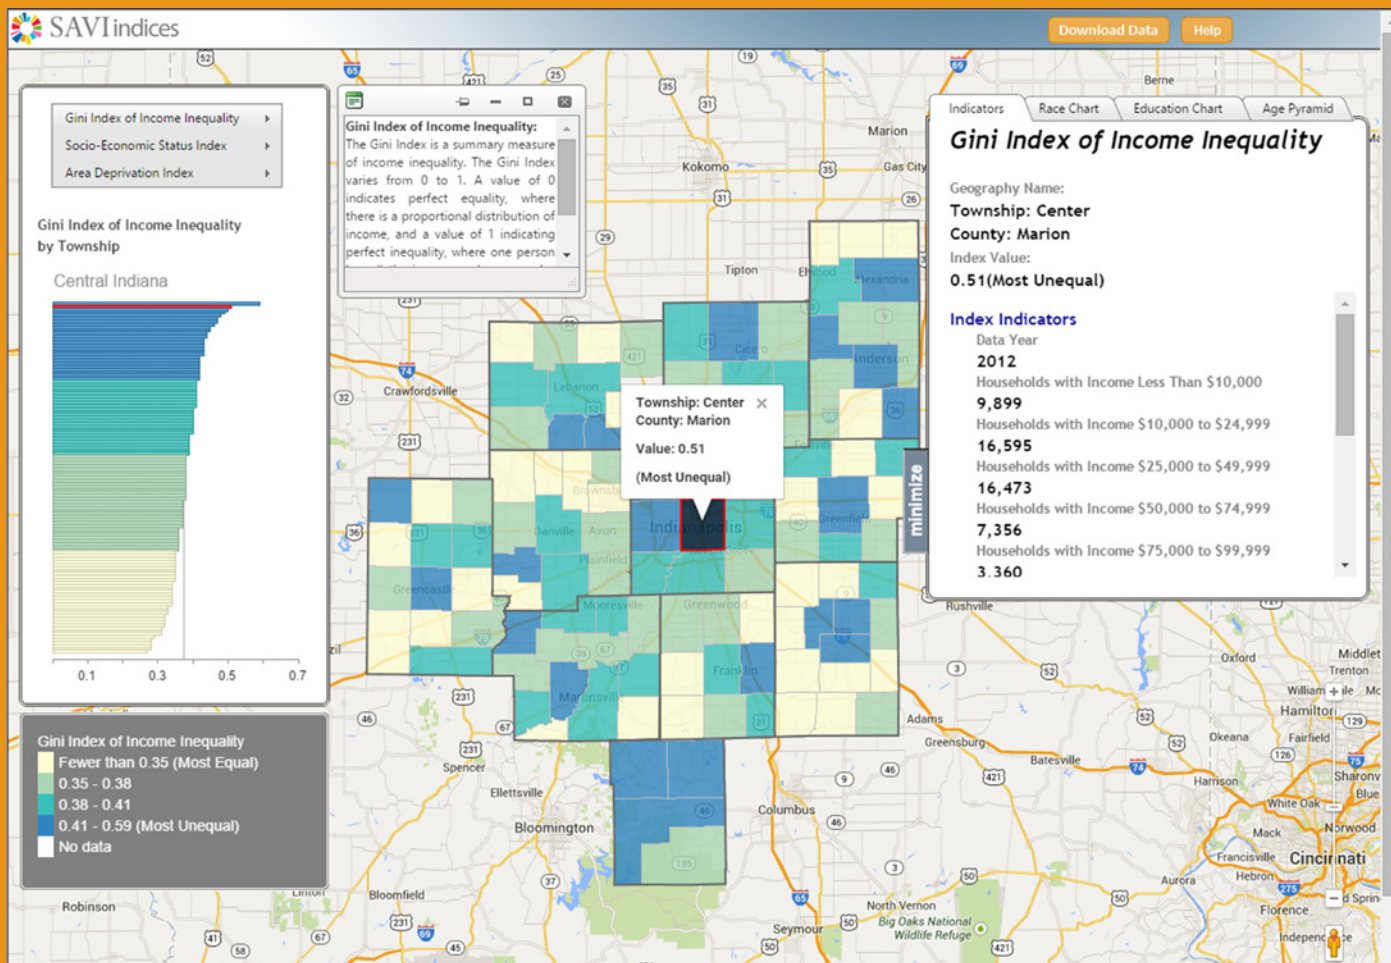 SAVI indices
Download Data
Help
Gini Index of Income Inequality
Socio-Economic Status Index
Area Deprivation Index
Gini Index of Income Inequality
by Township
Central Indiana
0.1 0.3 0.5 0.7
Gini Index of Income Inequality
Fewer than 0.35 (Most Equal)
0.35 - 0.38
0.38 - 0.41
0.41 - 0.59 (Most Unequal)
No data
Gini Index of Income Inequality:
The Gini Index is a summary measure
of income inequality. The Gini Index
varies from 0 to 1. A value of 0
indicates perfect equality, where
there is a proportional distribution of
income, and a value of 1 indicating
perfect inequality, where one person
Township: Center
County: Marion
Value: 0.51
(Most Unequal)
minimize
Indicators
Race Chart
Education Chart
Age Pyramid
Gini Index of Income Inequality
Geography Name:
Township: Center
County: Marion
Index Value:
0.51(Most Unequal)
Index Indicators
Data Year
2012
Households with Income Less Than $10,000
9,899
Households with Income $10,000 to $24,999
16,595
Households with Income $25,000 to $49,999
16,473
Households with Income $50,000 to $74,999
7,356
Households with Income $75,000 to $99,999
3,360
Berne
Marion
Gas City
Kokomo
Tipton
Elwood
Alexandria
Cicero
Anderson
Lebanon
Crawfordsville
Brownsburg
Indianapolis
Danville
Avon
Plainfield
Greenfield
Greencastle
Mooresville
Greenwood
Franklin
Martinsville
Rushville
Spencer
Ellettsville
Bloomington
Columbus
Adams
Greensburg
Batesville
Oxford
Middlet
Trenton
Hamilton
Okeana
Fairfield
Harrison
Sharonv
Blue
White Oak
Norwood
Mack
Francisville
Cincinnati
Hebron
Aurora
Florence
Independence
Robinson
Linton
Bloomfield
Seymour
North Vernon
Big Oaks National
Wildlife Refuge